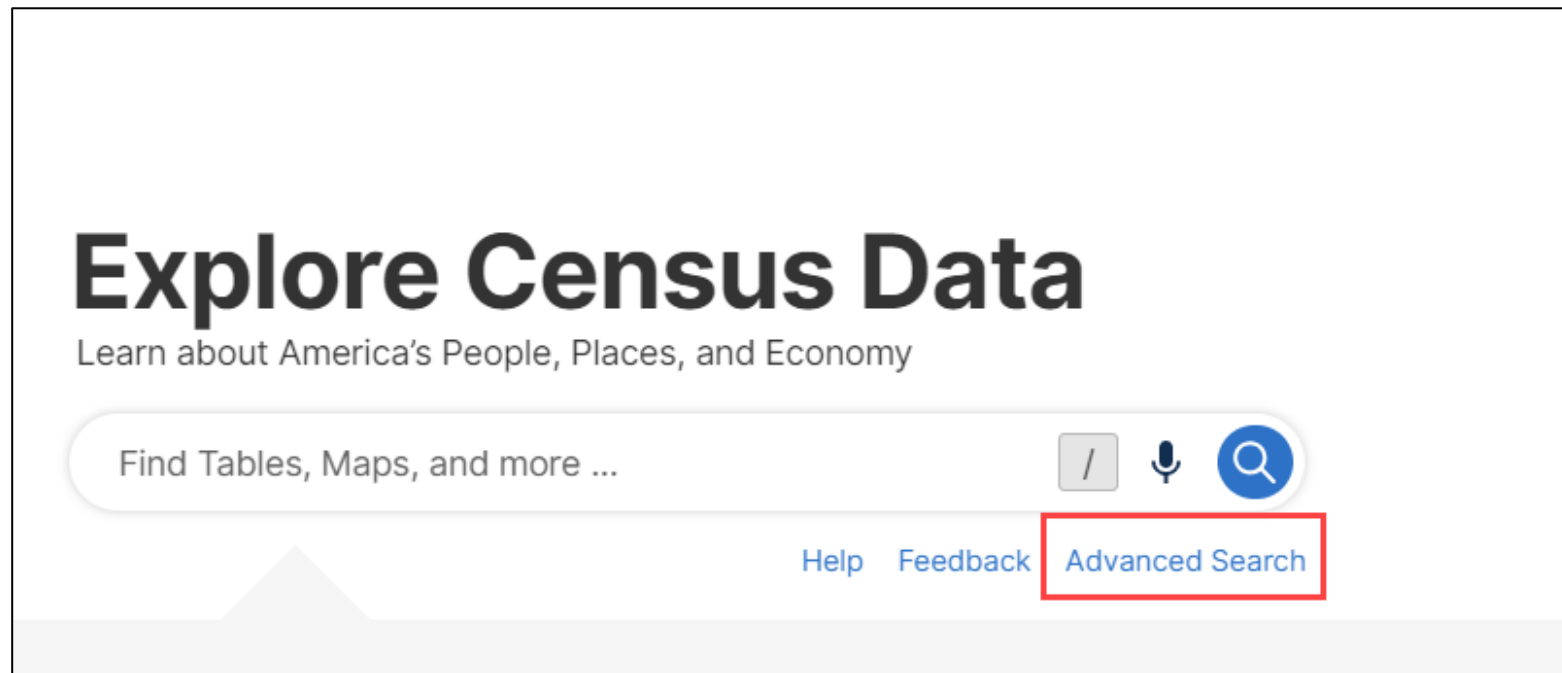 Explore Census Data
Learn about America’s People, Places, and Economy
Find Tables, Maps, and more ... /
Help Feedback Advanced Search